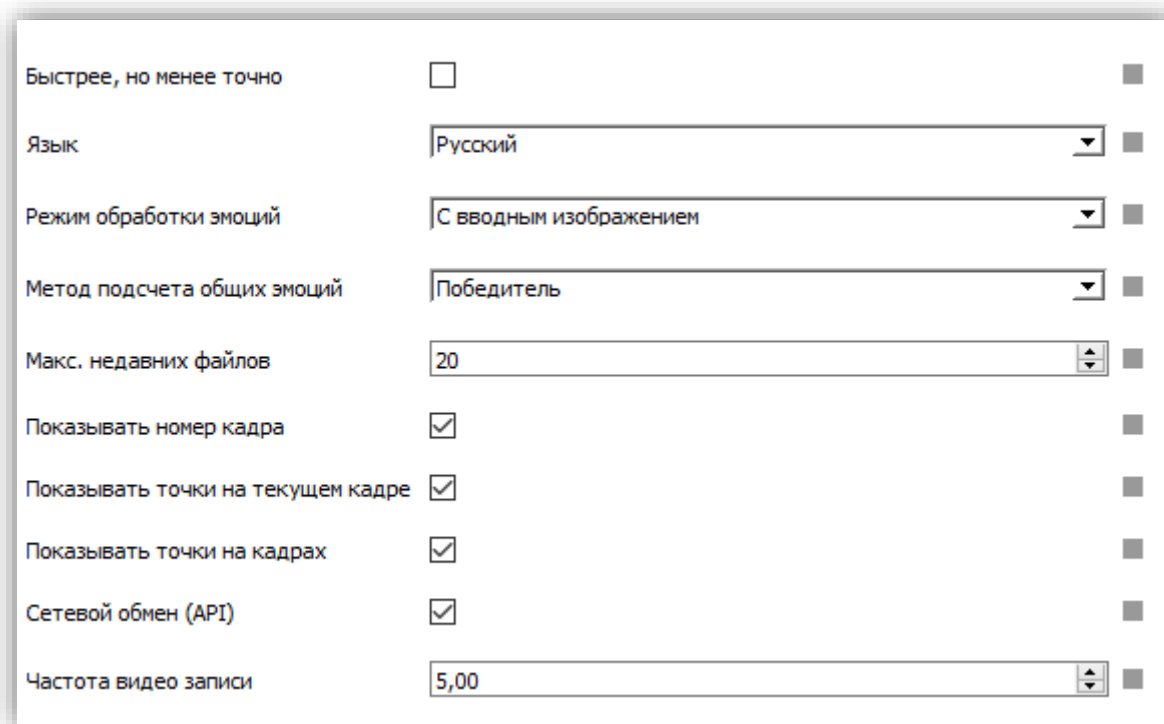 Быстрее, но менее точно
Язык Русский
Режим обработки эмоций С вводным изображением
Метод подсчета общих эмоций Победитель
Макс. недавних файлов 20
Показывать номер кадра
Показывать точки на текущем кадре
Показывать точки на кадрах
Сетевой обмен (API)
Частота видео записи 5,00